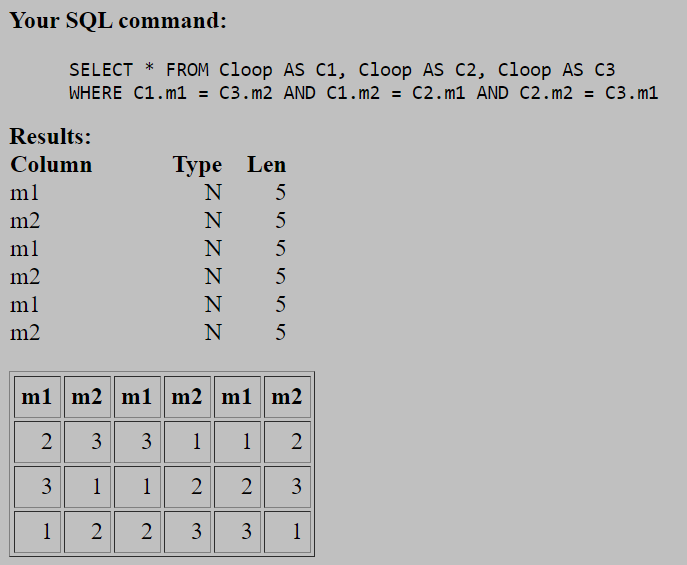 Your SQL command:
SELECT * FROM Cloop AS C1, Cloop AS C2, Cloop AS C3
WHERE C1.m1 = C3.m2 AND C1.m2 = C2.m1 AND C2.m2 = C3.m1
Results:
Column Type Len
m1 N 5
m2 N 5
m1 N 5
m2 N 5
m1 N 5
m2 N 5
m1 m2 m1 m2 m1 m2
2 3 3 1 1 2
3 1 1 2 2 3
1 2 2 3 3 1